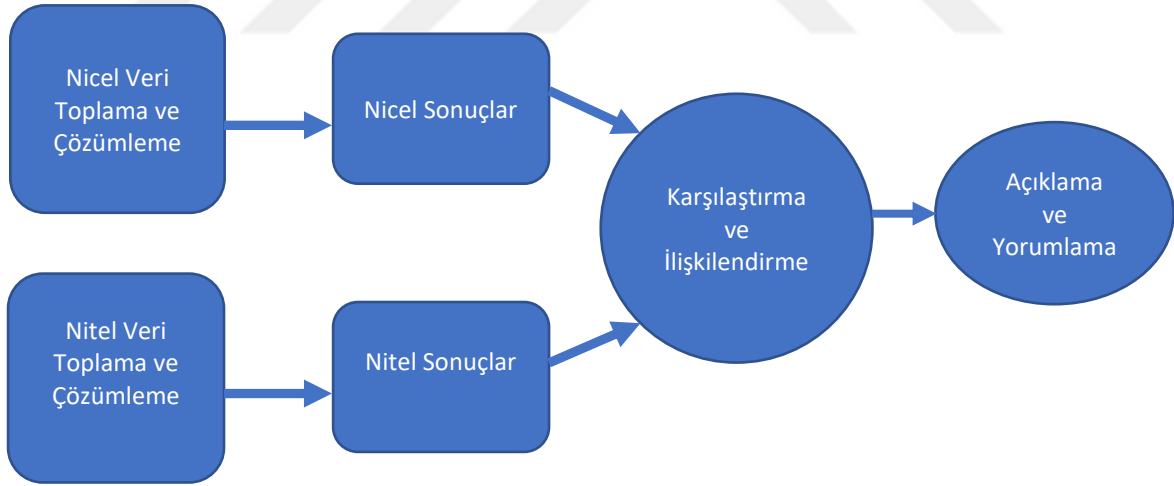 Nicel Veri
Toplama ve
Çözümleme
Nicel Sonuçlar
Karşılaştırma
ve
İlişkilendirme
Açıklama
ve
Yorumlama
Nitel Veri
Toplama ve
Çözümleme
Nitel Sonuçlar